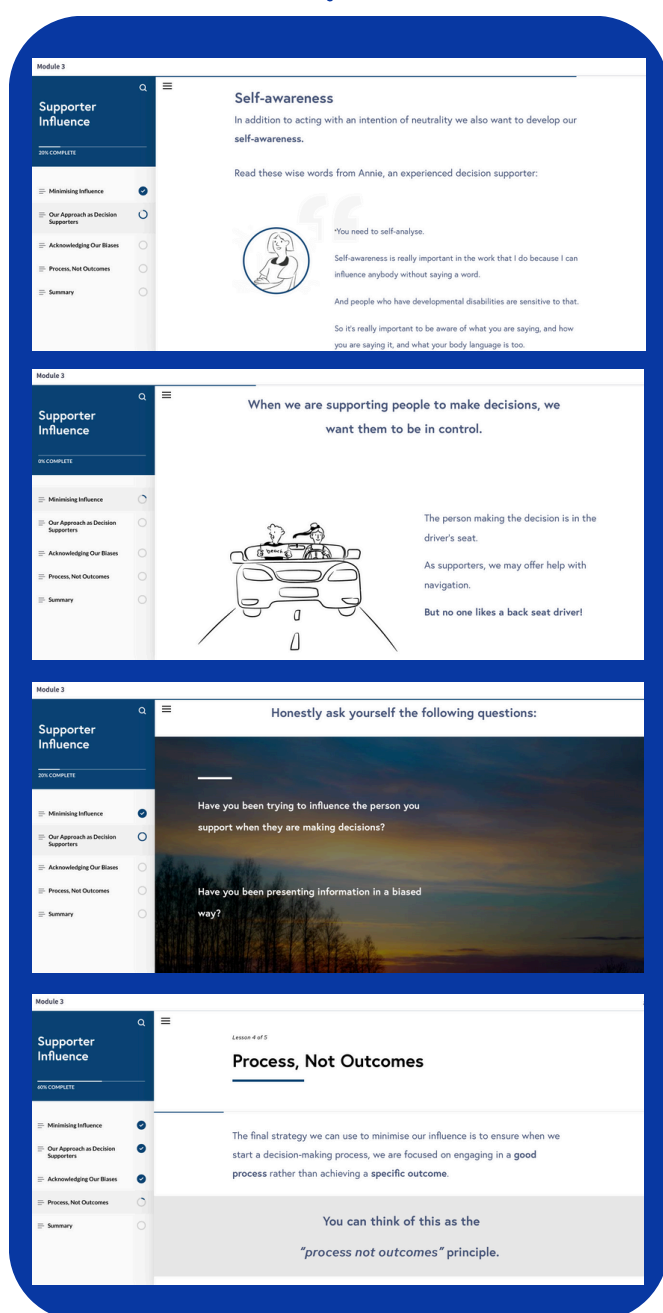 Module 3
Supporter
Influence
20% COMPLETE
Minimising Influence
Our Approach as Decision
Supporters
Acknowledging Our Biases
Process, Not Outcomes
Summary
Self-awareness
In addition to acting with an intention of neutrality we also want to develop our
self-awareness.
Read these wise words from Annie, an experienced decision supporter:
"You need to self-analyse.
Self-awareness is really important in the work that I do because I can
influence anybody without saying a word.
And people who have developmental disabilities are sensitive to that.
So it's really important to be aware of what you are saying, and how
you are saying it, and what your body language is too.
Module 3
Supporter
Influence
0% COMPLETE
Minimising Influence
Our Approach as Decision
Supporters
Acknowledging Our Biases
Process, Not Outcomes
Summary
When we are supporting people to make decisions, we
want them to be in control.
beach
The person making the decision is in the
driver's seat.
As supporters, we may offer help with
navigation.
But no one likes a back seat driver!
Module 3
Supporter
Influence
20% COMPLETE
Minimising Influence
Our Approach as Decision
Supporters
Acknowledging Our Biases
Process, Not Outcomes
Summary
Honestly ask yourself the following questions:
Have you been trying to influence the person you
support when they are making decisions?
Have you been presenting information in a biased
way?
Module 3
Supporter
Influence
60% COMPLETE
Minimising Influence
Our Approach as Decision
Supporters
Acknowledging Our Biases
Process, Not Outcomes
Summary
Lesson 4 of 5
Process, Not Outcomes
The final strategy we can use to minimise our influence is to ensure when we
start a decision-making process, we are focused on engaging in a good
process rather than achieving a specific outcome.
You can think of this as the
"process not outcomes" principle.